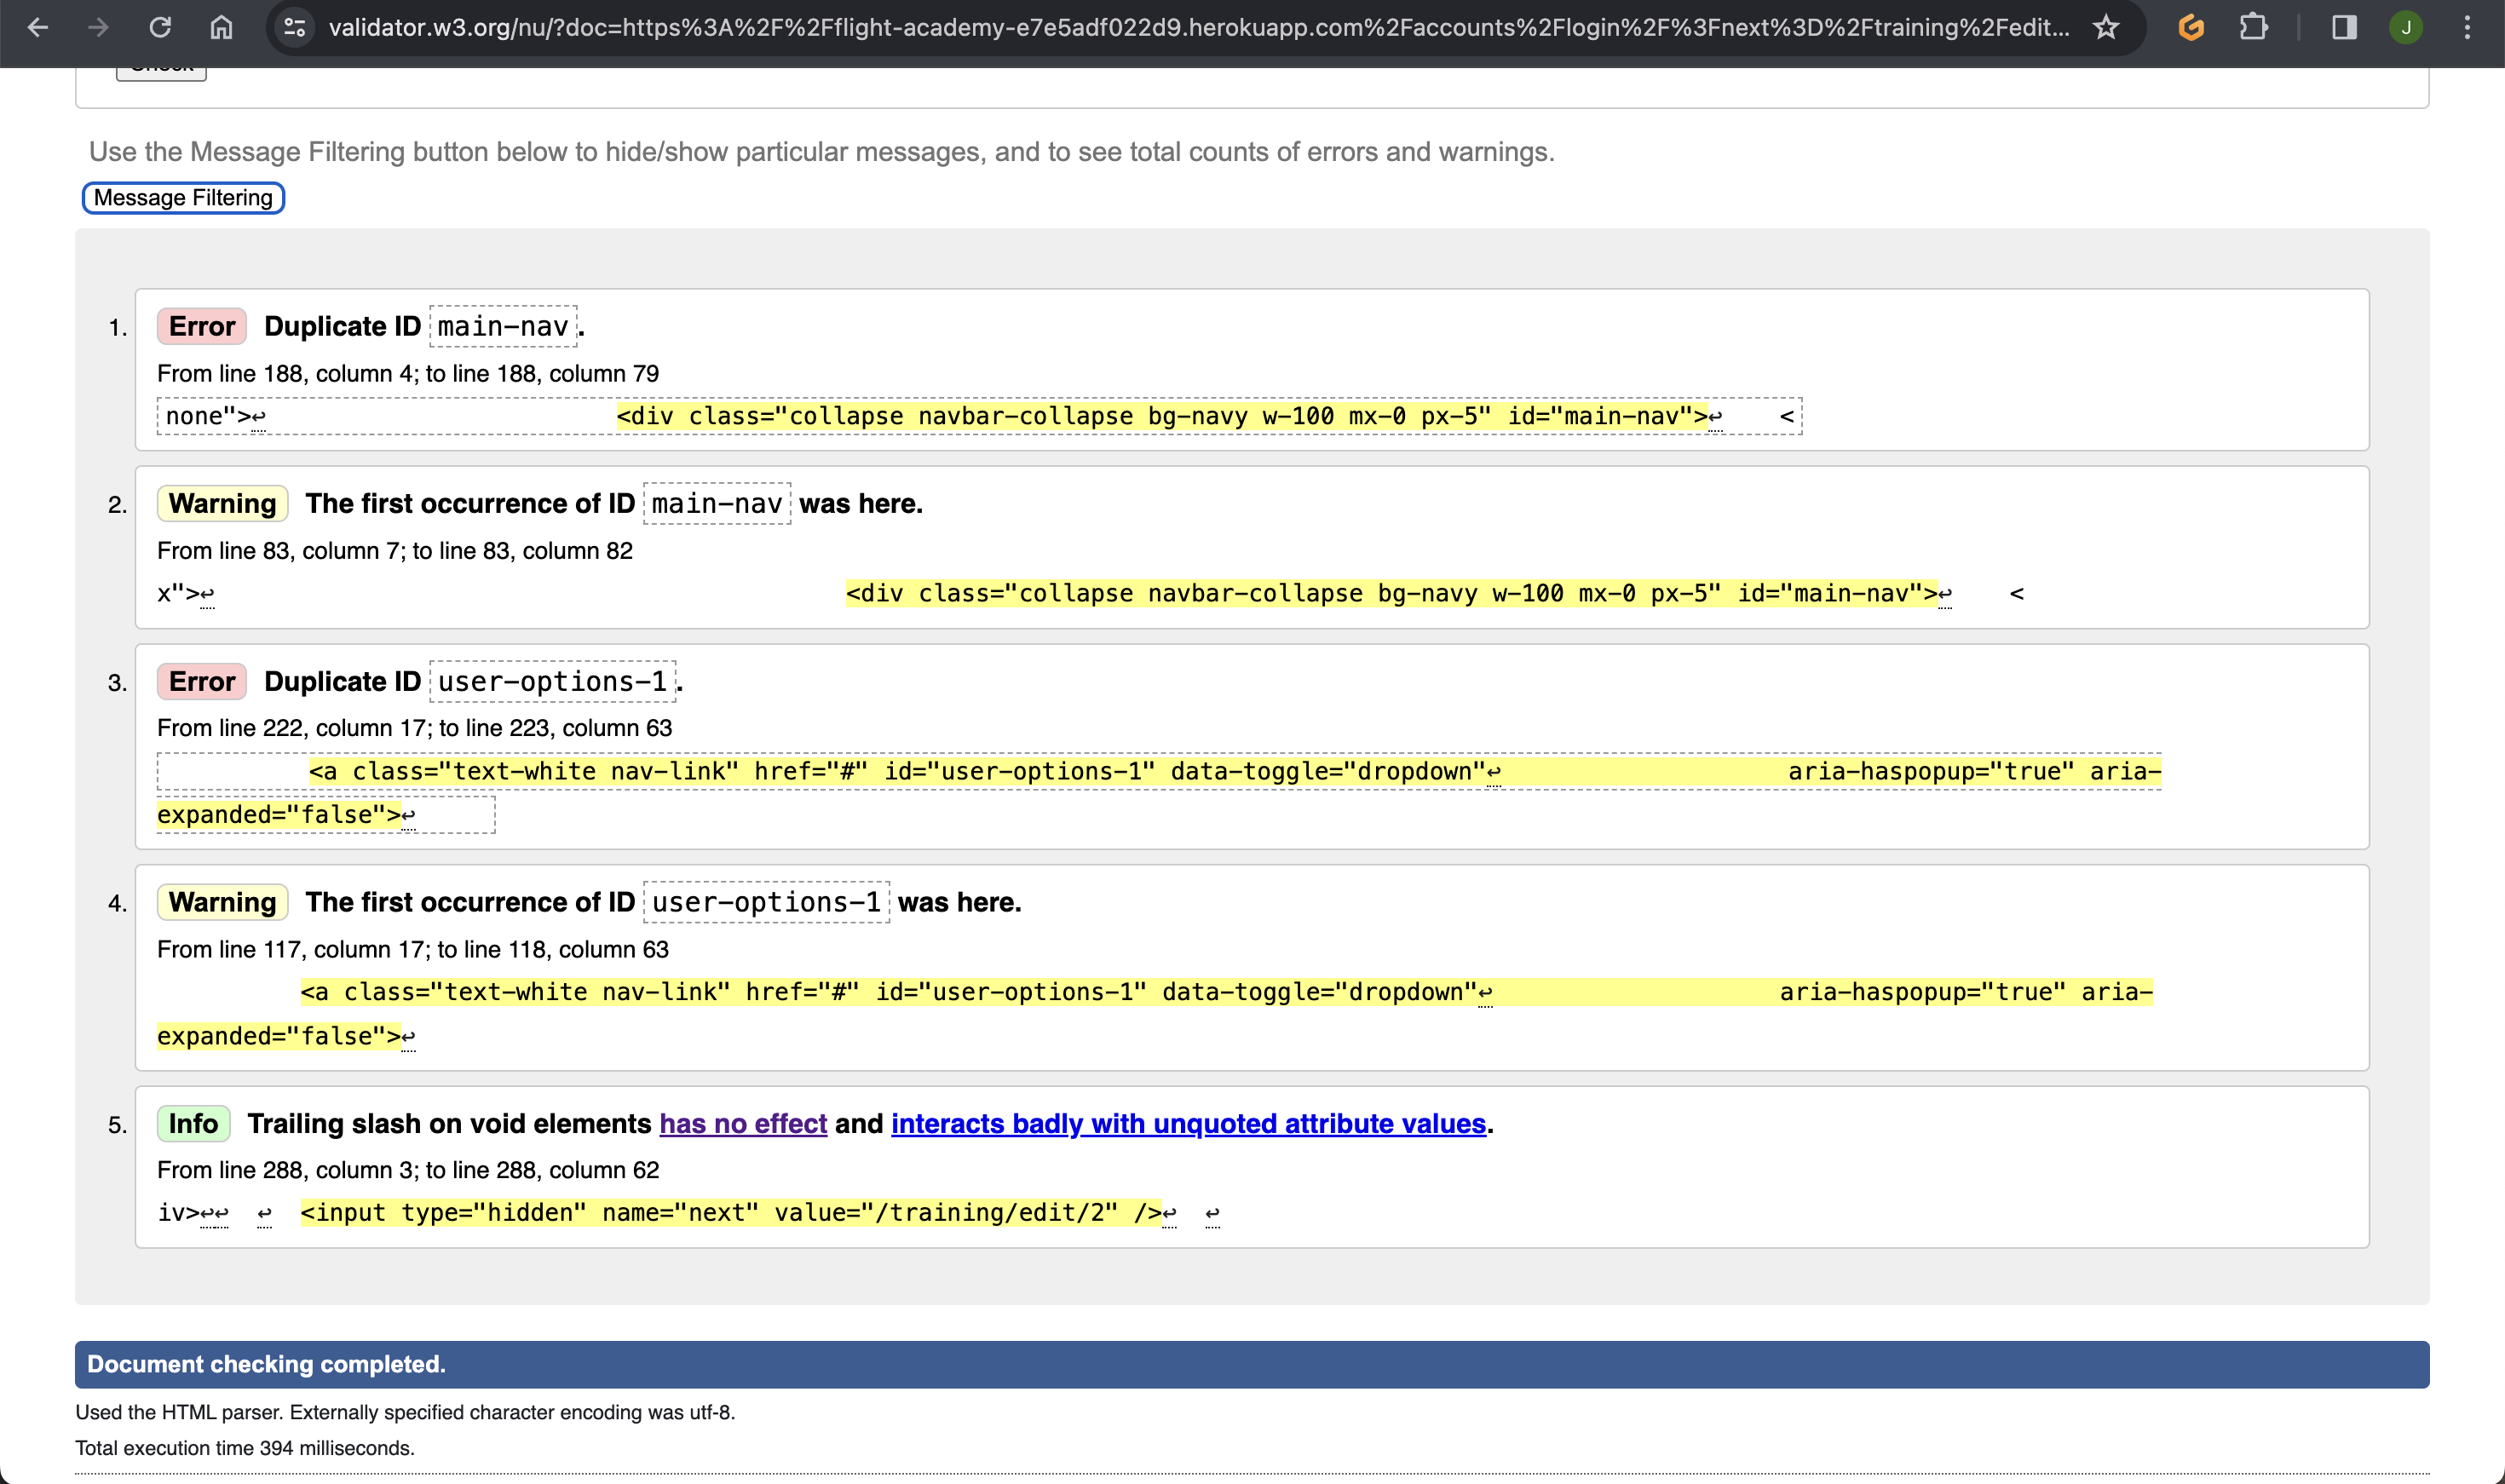 validator.w3.org/nu/?doc=https%3A%2F%2Fflight-academy-e7e5adf022d9.herokuapp.com%2Faccounts%2Flogin%2F%3Fnext%3D%2Ftraining%2Fedit...
J
Use the Message Filtering button below to hide/show particular messages, and to see total counts of errors and warnings.
Message Filtering
1. Error Duplicate ID main-nav.
From line 188, column 4; to line 188, column 79
none">↩ <div class="collapse navbar-collapse bg-navy w-100 mx-0 px-5" id="main-nav">↩ <
2. Warning The first occurrence of ID main-nav was here.
From line 83, column 7; to line 83, column 82
x">↩ <div class="collapse navbar-collapse bg-navy w-100 mx-0 px-5" id="main-nav">↩ <
3. Error Duplicate ID user-options-1.
From line 222, column 17; to line 223, column 63
<a class="text-white nav-link" href="#" id="user-options-1" data-toggle="dropdown"↩ aria-haspopup="true" aria-
expanded="false">↩
4. Warning The first occurrence of ID user-options-1 was here.
From line 117, column 17; to line 118, column 63
<a class="text-white nav-link" href="#" id="user-options-1" data-toggle="dropdown"↩ aria-haspopup="true" aria-
expanded="false">↩
5. Info Trailing slash on void elements has no effect and interacts badly with unquoted attribute values.
From line 288, column 3; to line 288, column 62
iv>↩↩ ↩ <input type="hidden" name="next" value="/training/edit/2" />↩ ↩
Document checking completed.
Used the HTML parser. Externally specified character encoding was utf-8.
Total execution time 394 milliseconds.